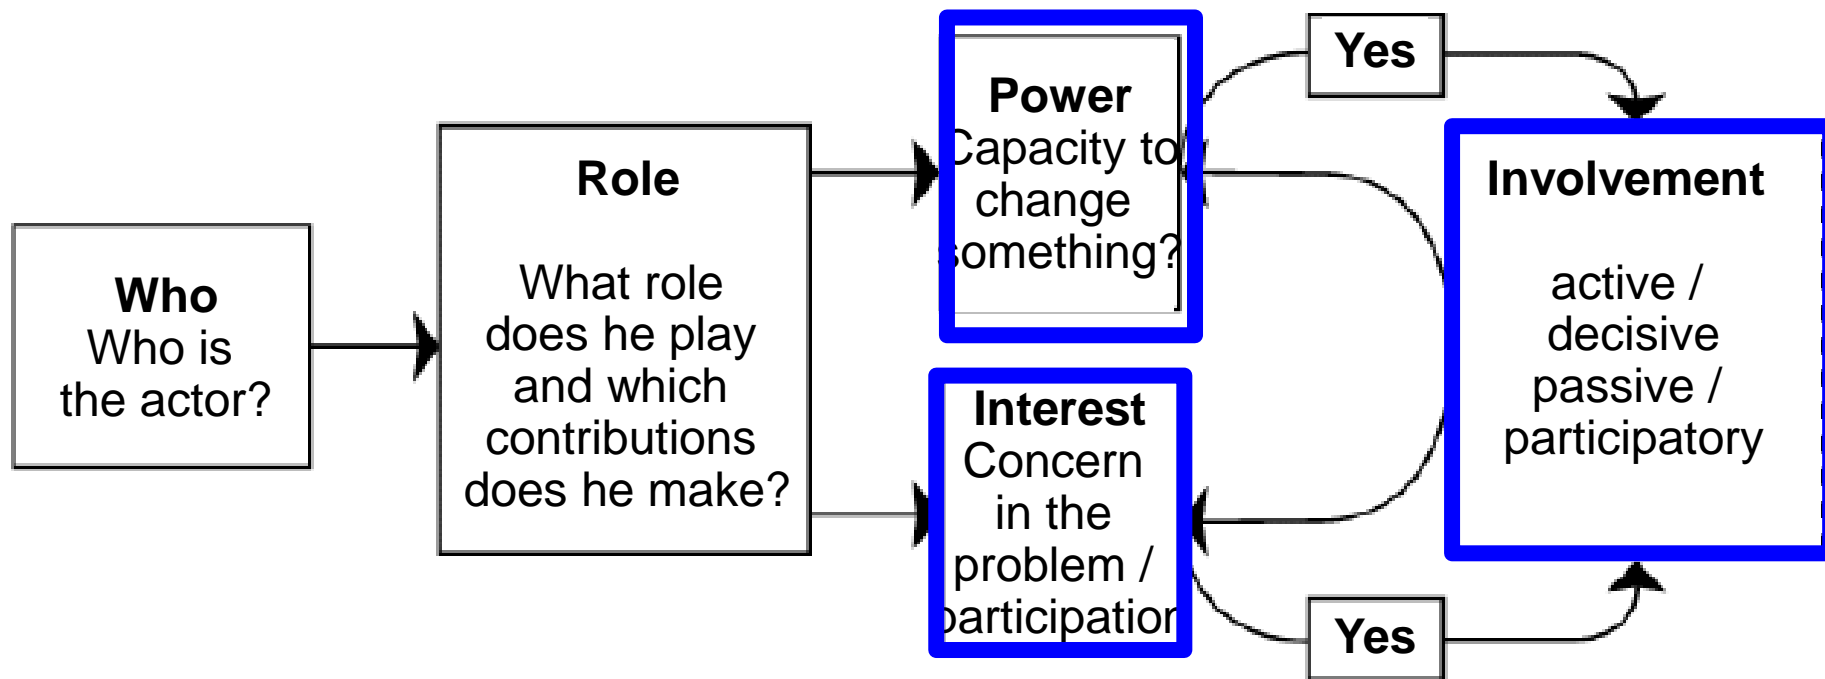 Who
Who is
the actor?
Role
What role
does he play
and which
contributions
does he make?
Power
Capacity to
change
something?
Interest
Concern
in the
problem /
participation
Yes
Yes
Involvement
active /
decisive
passive /
participatory